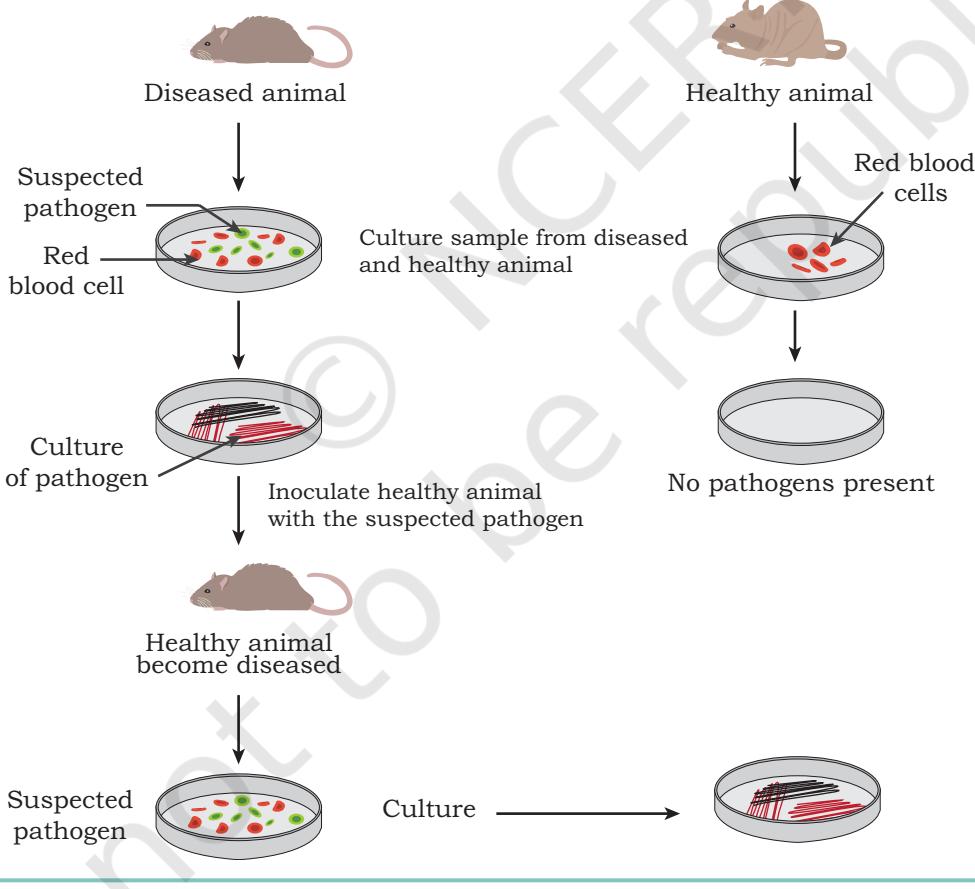 Diseased animal
Healthy animal
Suspected
pathogen
Red blood
cells
Red
blood cell
Culture sample from diseased
and healthy animal
Culture
of pathogen
No pathogens present
Inoculate healthy animal
with the suspected pathogen
Healthy animal
become diseased
Suspected
pathogen
Culture
© NCER
not to be republ